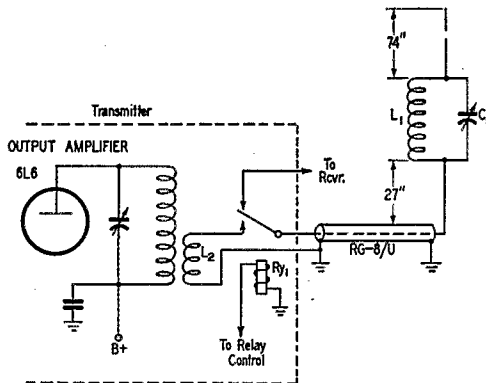 74"
L1
C
27"
Transmitter
OUTPUT AMPLIFIER
6L6
To
Rcvr.
L2
RG-8/U
Ry1
B+
To Relay
Control